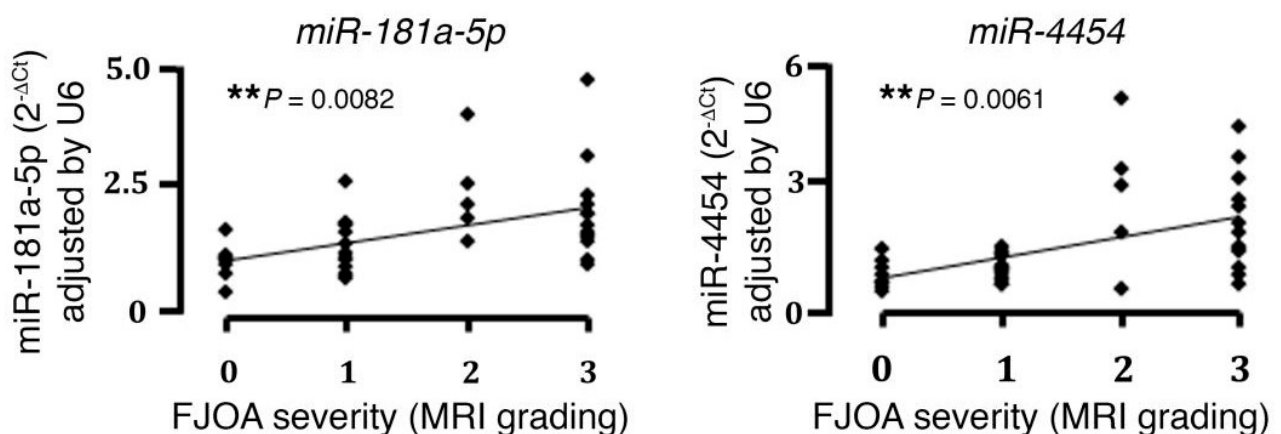 miR-181a-5p
miR-181a-5p (2-ΔCt)
adjusted by U6
5.0
2.5
0
**P = 0.0082
0 1 2 3
FJOA severity (MRI grading)
miR-4454
miR-4454 (2-ΔCt)
adjusted by U6
6
3
0
**P = 0.0061
0 1 2 3
FJOA severity (MRI grading)